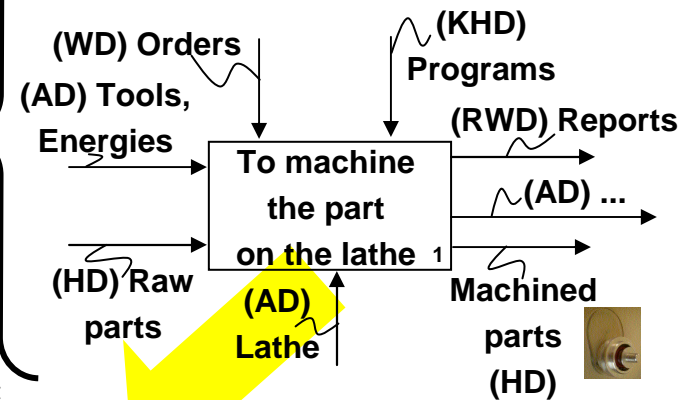 (WD) Orders
(KHD)
Programs
(AD) Tools,
Energies
(RWD) Reports
To machine
the part
on the lathe 1
(AD) ...
(HD) Raw
parts
(AD)
Lathe
Machined
parts
(HD)